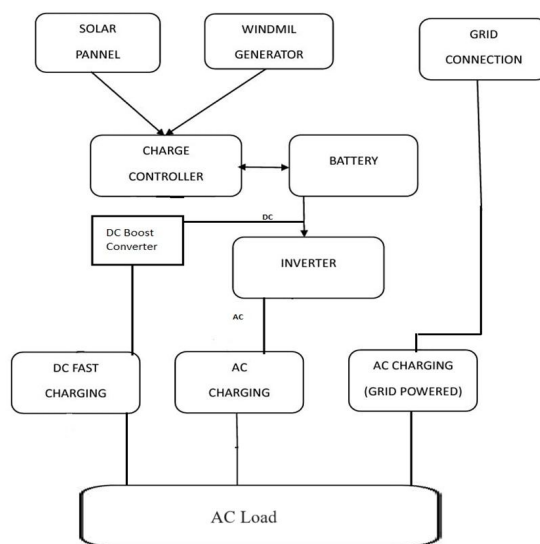 SOLAR
PANNEL
WINDMIL
GENERATOR
GRID
CONNECTION
CHARGE
CONTROLLER
BATTERY
DC
DC Boost
Converter
INVERTER
AC
DC FAST
CHARGING
AC
CHARGING
AC CHARGING
(GRID POWERED)
AC Load